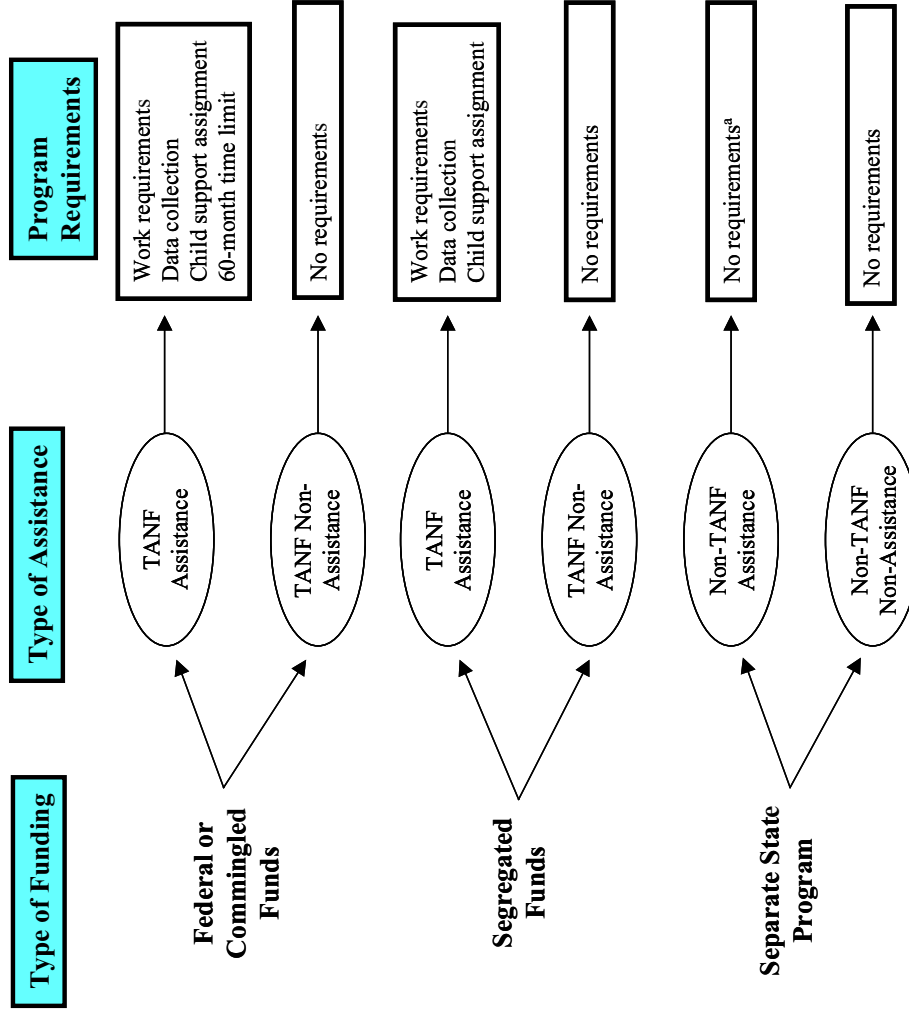 Type of Funding
Type of Assistance
Program
Requirements
Federal or
Commingled
Funds
TANF
Assistance
Work requirements
Data collection
Child support assignment
60-month time limit
TANF Non-
Assistance
No requirements
Segregated
Funds
TANF
Assistance
Work requirements
Data collection
Child support assignment
TANF Non-
Assistance
No requirements
Separate State
Program
Non-TANF
Assistance
No requirementsᵃ
Non-TANF
Non-Assistance
No requirements